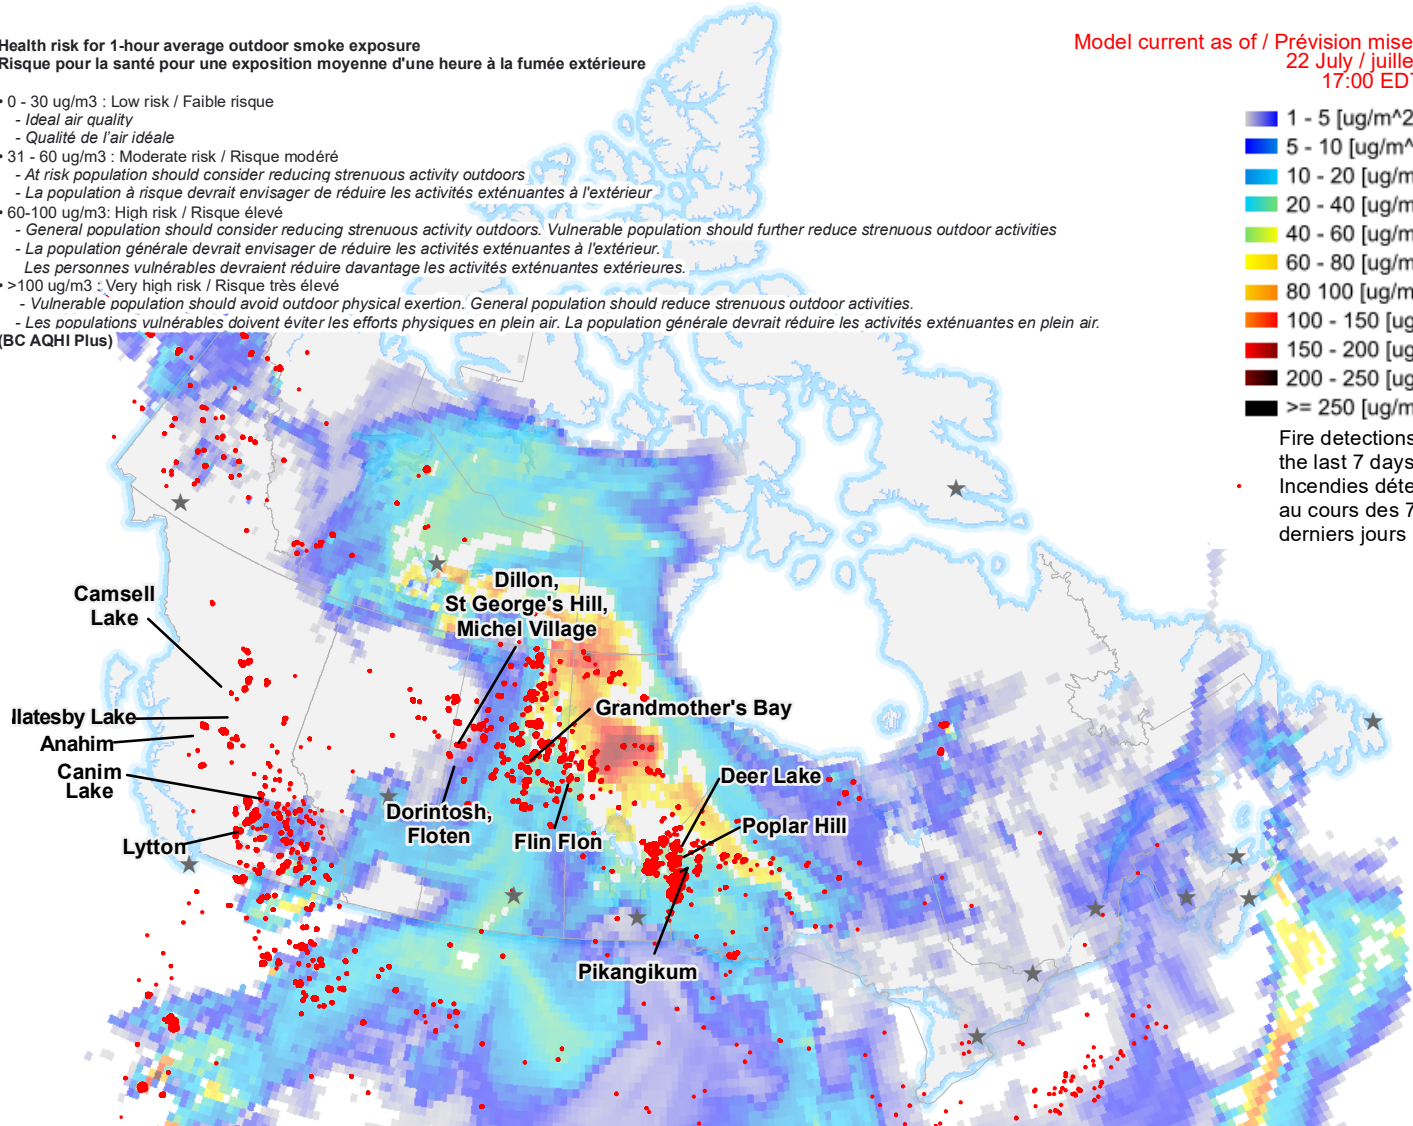 Health risk for 1-hour average outdoor smoke exposure
Risque pour la santé pour une exposition moyenne d'une heure à la fumée extérieure
• 0 - 30 ug/m3 : Low risk / Faible risque
- Ideal air quality
- Qualité de l'air idéale
• 31 - 60 ug/m3 : Moderate risk / Risque modéré
- At risk population should consider reducing strenuous activity outdoors
- La population à risque devrait envisager de réduire les activités exténuantes à l'extérieur
• 60-100 ug/m3: High risk / Risque élevé
- General population should consider reducing strenuous activity outdoors. Vulnerable population should further reduce strenuous outdoor activities
- La population générale devrait envisager de réduire les activités exténuantes à l'extérieur.
Les personnes vulnérables devraient réduire davantage les activités exténuantes extérieures.
• >100 ug/m3 : Very high risk / Risque très élevé
- Vulnerable population should avoid outdoor physical exertion. General population should reduce strenuous outdoor activities.
- Les populations vulnérables doivent éviter les efforts physiques en plein air. La population générale devrait réduire les activités exténuantes en plein air.
(BC AQHI Plus)
Model current as of / Prévision mise
22 July / juille
17:00 EDT
1 - 5 [ug/m^2
5 - 10 [ug/m^
10 - 20 [ug/m
20 - 40 [ug/m
40 - 60 [ug/m
60 - 80 [ug/m
80 100 [ug/m
100 - 150 [ug
150 - 200 [ug
200 - 250 [ug
>= 250 [ug/m
Fire detections
the last 7 days
Incendies déte
au cours des 7
derniers jours
Dillon,
St George's Hill,
Michel Village
Camsell
Lake
Grandmother's Bay
llatesby Lake
Anahim
Canim
Lake
Deer Lake
Dorintosh,
Floten
Flin Flon
Poplar Hill
Lytton
Pikangikum